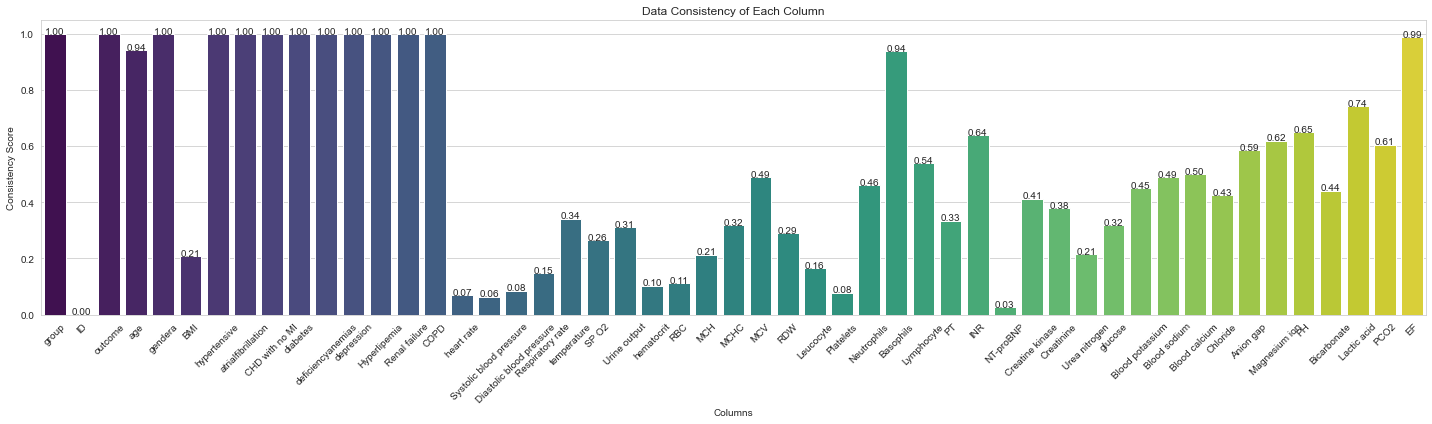 Data Consistency of Each Column
Consistency Score
1.0
0.8
0.6
0.4
0.2
0.0
1.00
0.00
1.00
0.94
1.00
0.21
1.00
1.00
1.00
1.00
1.00
1.00
1.00
1.00
1.00
0.07
0.06
0.08
0.15
0.34
0.26
0.31
0.10
0.11
0.21
0.32
0.49
0.29
0.16
0.08
0.46
0.94
0.54
0.33
0.64
0.03
0.41
0.38
0.21
0.32
0.45
0.49
0.50
0.43
0.59
0.62
0.65
0.44
0.74
0.61
0.99
group
ID
outcome
age
gendera
BMI
hypertensive
atrialfibrillation
CHD with no MI
diabetes
deficiencyanemias
depression
Hyperlipemia
Renal failure
COPD
heart rate
Systolic blood pressure
Diastolic blood pressure
Respiratory rate
temperature
SP O2
Urine output
hematocrit
RBC
MCH
MCHC
MCV
RDW
Leucocyte
Platelets
Neutrophils
Basophils
Lymphocyte
PT
INR
NT-proBNP
Creatine kinase
Creatinine
Urea nitrogen
glucose
Blood potassium
Blood sodium
Blood calcium
Chloride
Anion gap
Magnesium ion
PH
Bicarbonate
Lactic acid
PCO2
EF
Columns